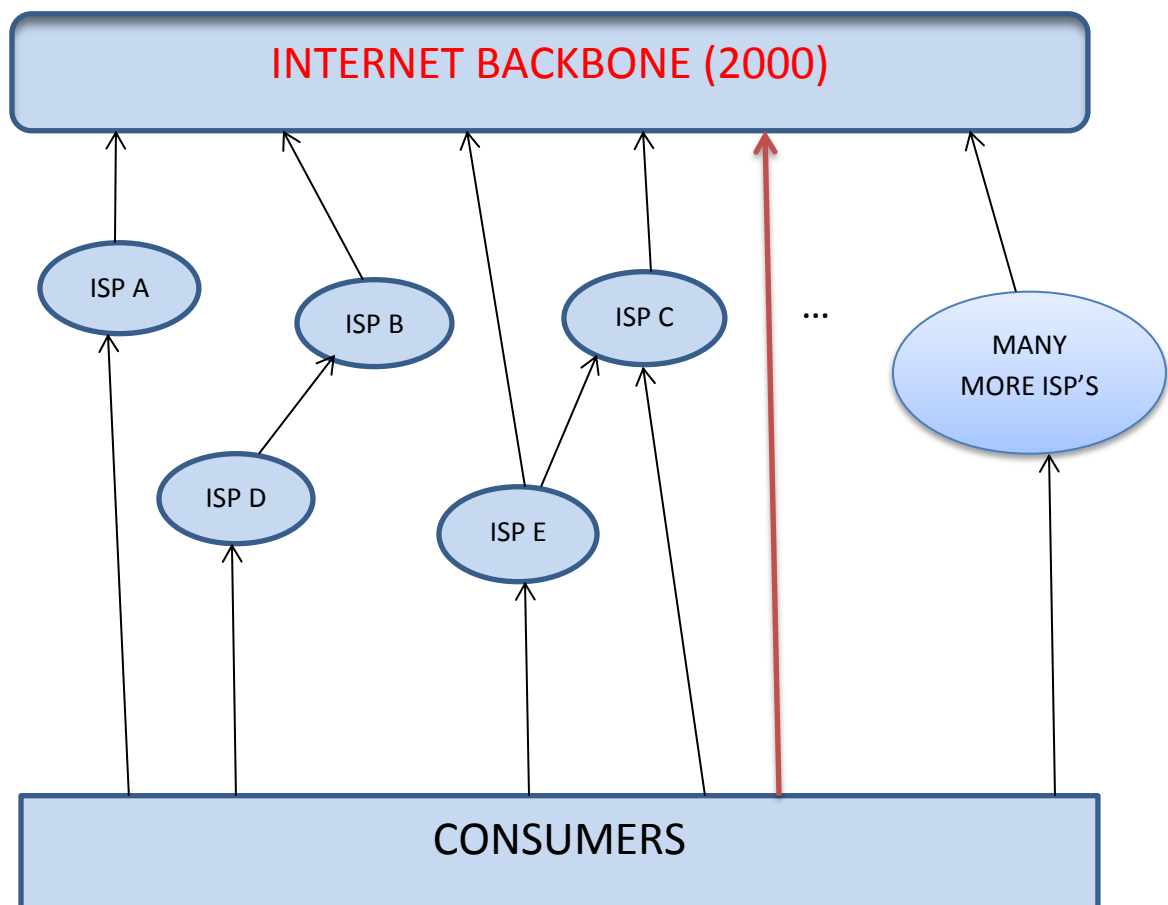 INTERNET BACKBONE (2000)
ISP A
ISP B
ISP C
...
MANY
MORE ISP’S
ISP D
ISP E
CONSUMERS